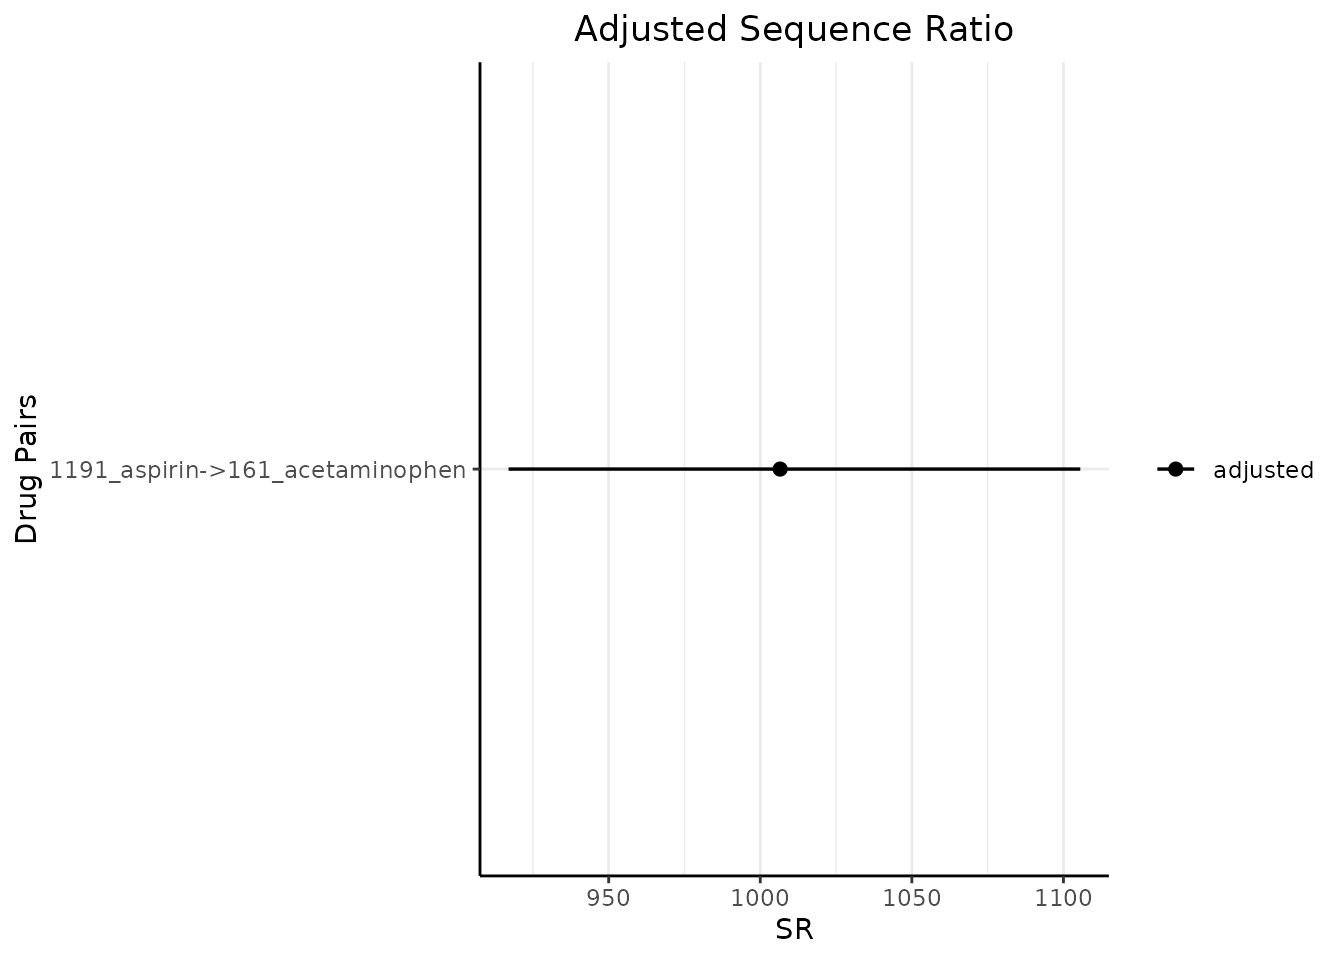 Adjusted Sequence Ratio
Drug Pairs
1191_aspirin->161_acetaminophen
adjusted
950 1000 1050 1100
SR